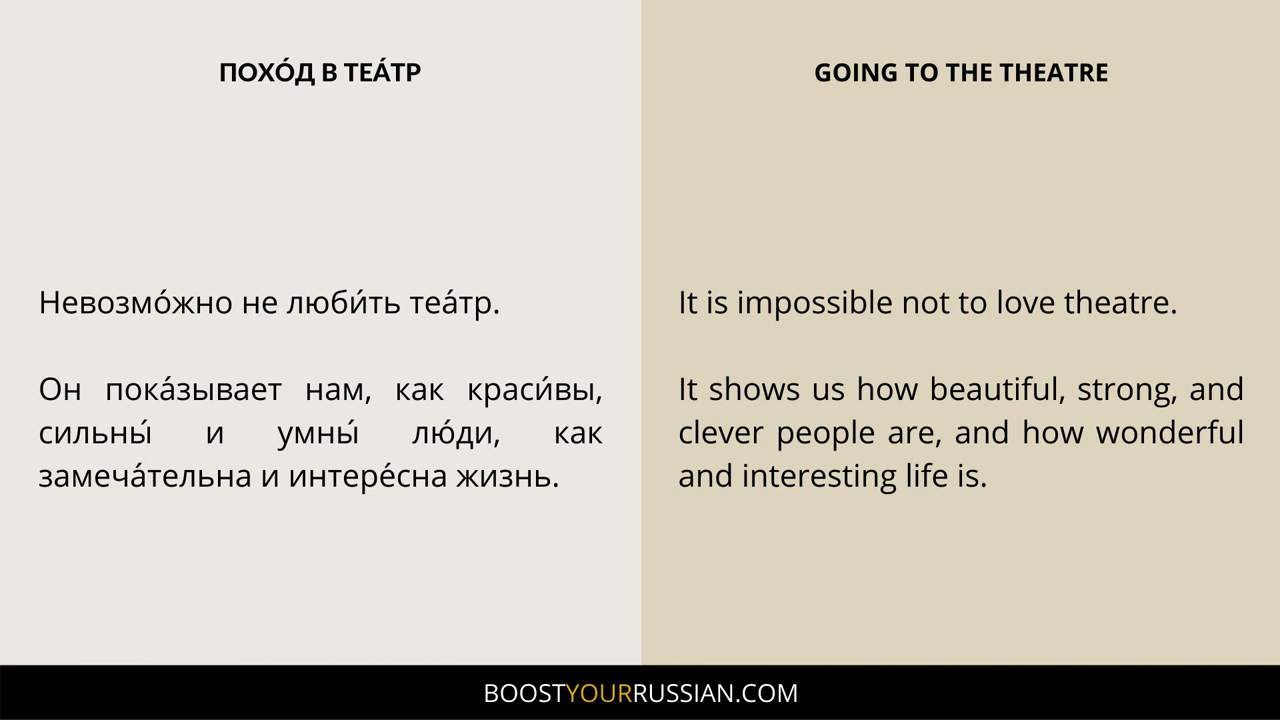 ПОХО́Д В ТЕА́ТР
Невозмо́жно не люби́ть теа́тр.
Он пока́зывает нам, как краси́вы,
сильны́ и умны́ лю́ди, как
замеча́тельна и интере́сна жизнь.
GOING TO THE THEATRE
It is impossible not to love theatre.
It shows us how beautiful, strong, and
clever people are, and how wonderful
and interesting life is.
BOOSTYOURRUSSIAN.COM